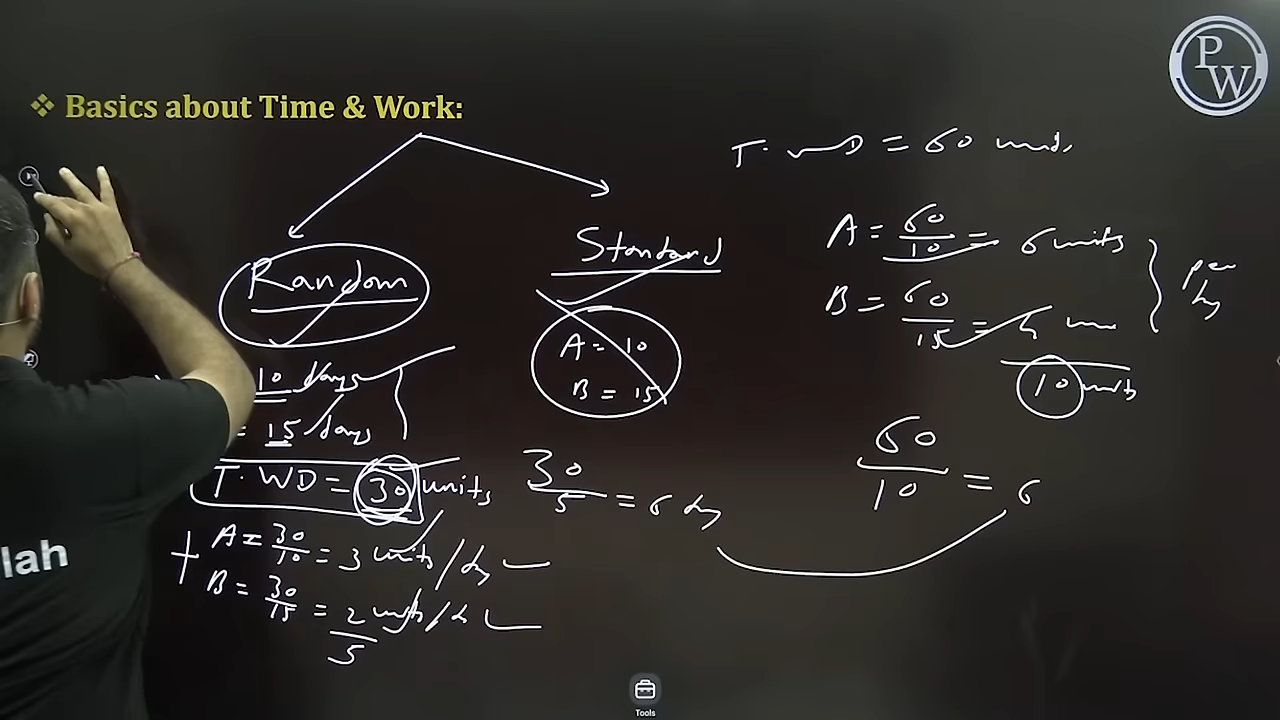 PW
❖ Basics about Time & Work:
T. WD = 60 units
Random
Standard
A = 60/10 = 6 units
B = 60/15 = 4
per day
10 units
A = 10
B = 15
10 days
= 15 days
T. WD = 30 units
30/5 = 6 day
60/10 = 6
+ A = 30/10 = 3 units/day
B = 30/15 = 2 units/d
5
lah
Tools